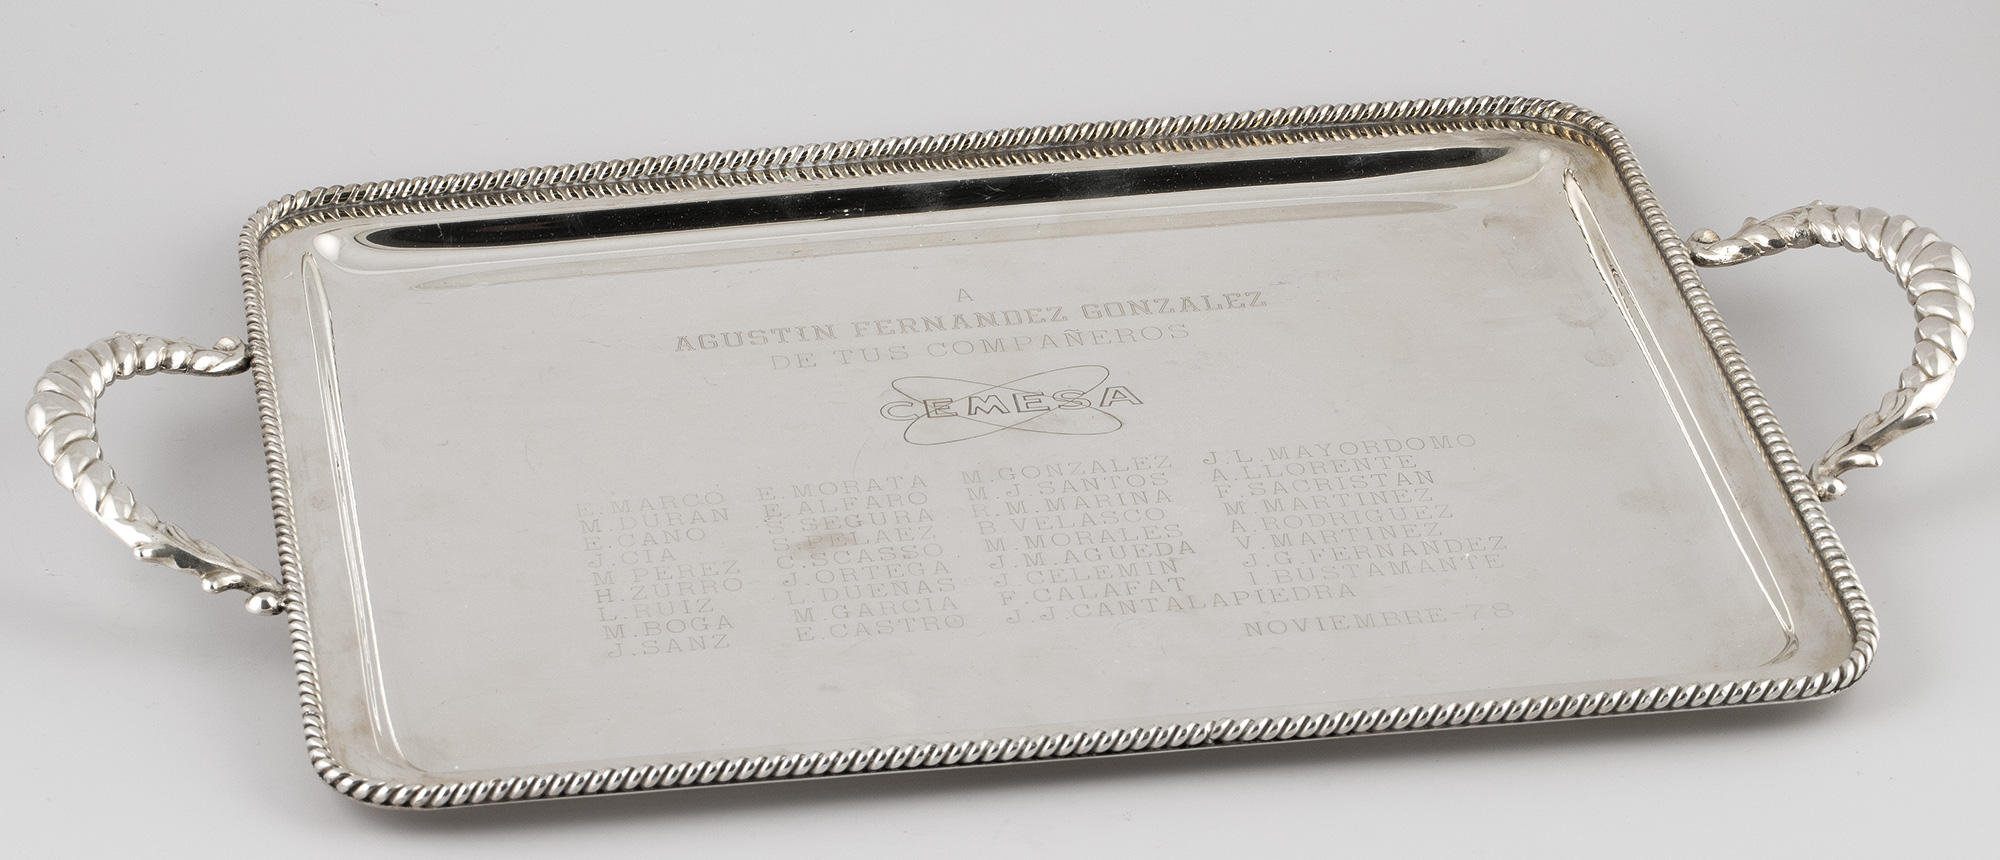 A
AGUSTIN FERNANDEZ GONZALEZ
DE TUS COMPAÑEROS
CEMESA
E. MARCO E. MORATA M. GONZALEZ J. L. MAYORDOMO
M. DURAN E. ALFARO M. J. SANTOS A. LLORENTE
E. CANO S. SEGURA R. M. MARINA F. SACRISTAN
J. CIA S. PELAEZ B. VELASCO M. MARTINEZ
M. PEREZ C. SCASSO M. MORALES A. RODRIGUEZ
H. ZURRO J. ORTEGA J. M. AGUEDA V. MARTINEZ
L. RUIZ L. DUEÑAS J. CELEMIN J. G. FERNANDEZ
M. BOGA M. GARCIA F. CALAFAT I. BUSTAMANTE
J. SANZ E. CASTRO J. J. CANTALAPIEDRA
NOVIEMBRE-78